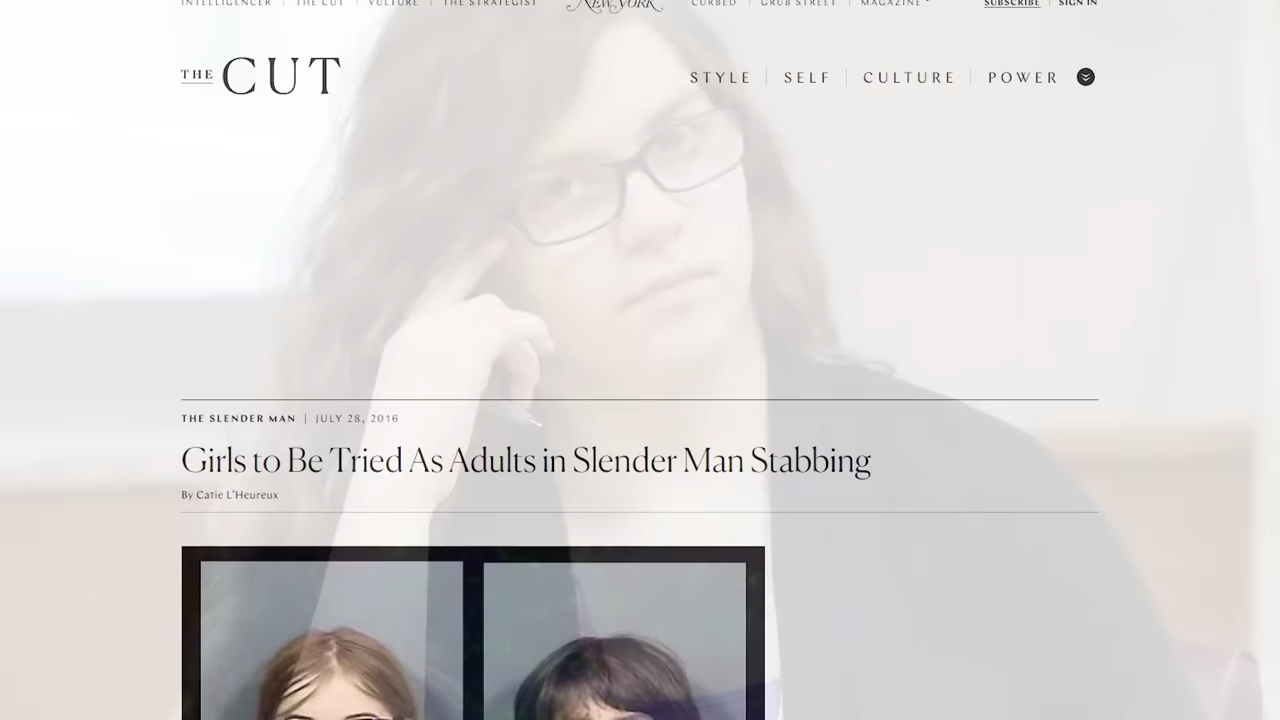 INTELLIGENCER | THE CUT | VULTURE | THE STRATEGIST NEW YORK CURBED | GRUB STREET | MAGAZINE SUBSCRIBE | SIGN IN
THE CUT STYLE | SELF | CULTURE | POWER
THE SLENDER MAN | JULY 28, 2016
Girls to Be Tried As Adults in Slender Man Stabbing
By Catie L'Heureux